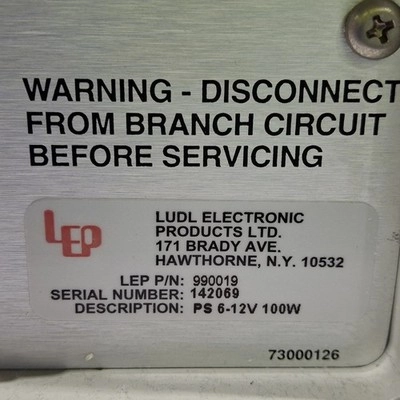 WARNING - DISCONNECT
FROM BRANCH CIRCUIT
BEFORE SERVICING
LEP
LUDL ELECTRONIC
PRODUCTS LTD.
171 BRADY AVE.
HAWTHORNE, N.Y. 10532
LEP P/N: 990019
SERIAL NUMBER: 142069
DESCRIPTION: PS 6-12V 100W
73000126